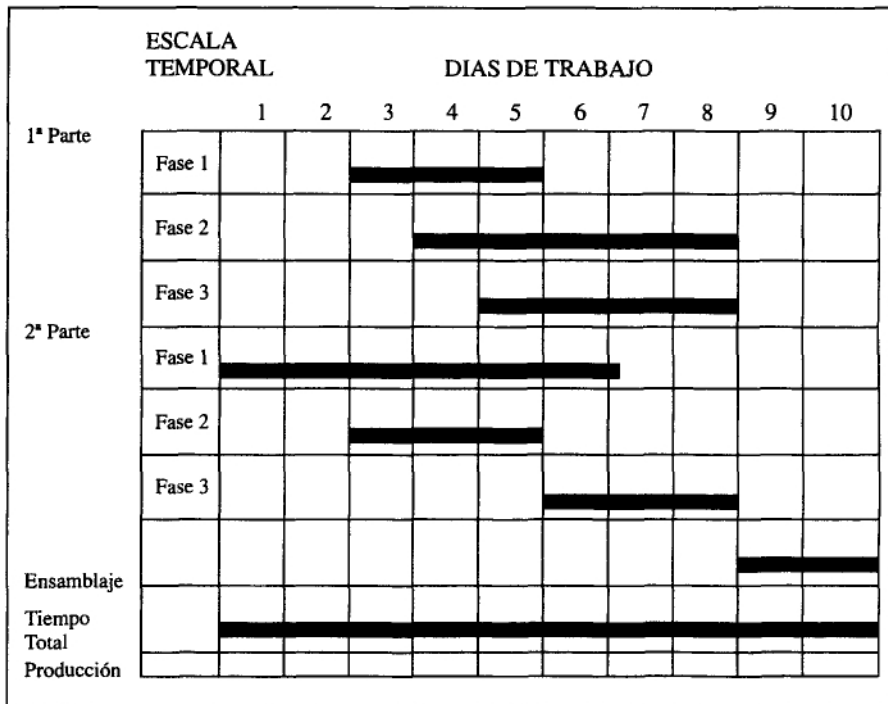 ESCALA
TEMPORAL DIAS DE TRABAJO
1 2 3 4 5 6 7 8 9 10
1ª Parte
Fase 1
Fase 2
Fase 3
2ª Parte
Fase 1
Fase 2
Fase 3
Ensamblaje
Tiempo
Total
Producción